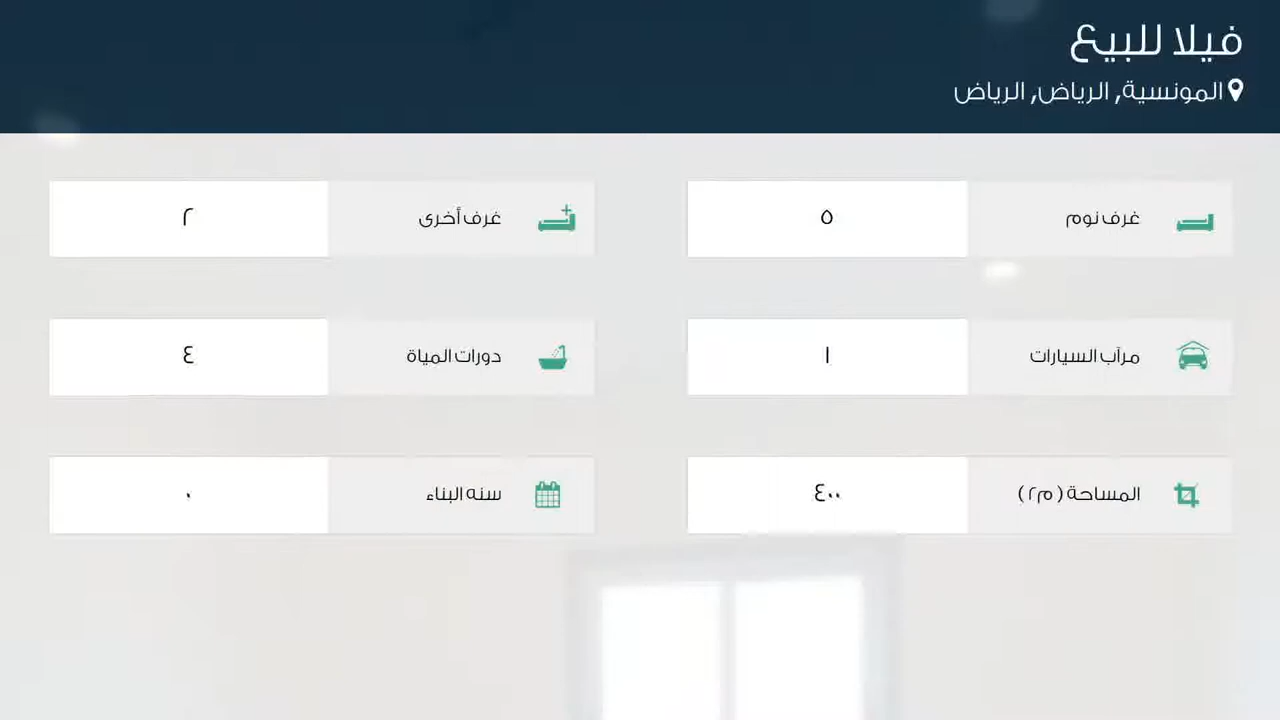 فيلا للبيع
المونسية, الرياض, الرياض
غرف نوم ٥
غرف أخرى ٢
مرآب السيارات ١
دورات المياة ٤
المساحة ( م٢ ) ٤٠٠
سنه البناء ٠